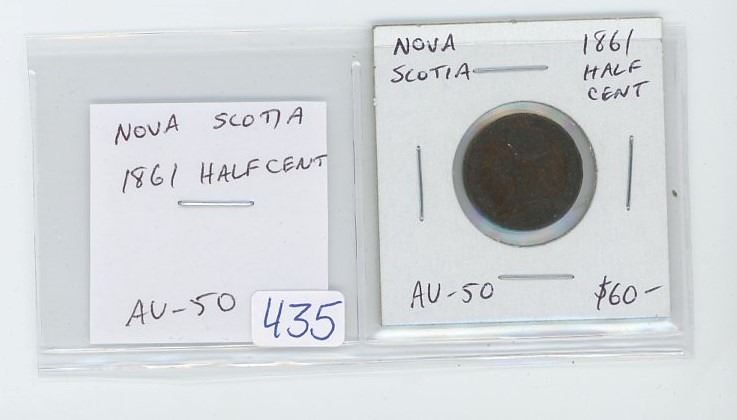 NOVA SCOTIA
1861 HALF CENT
AU-50
435
NOVA
SCOTIA
1861
HALF
CENT
AU-50
$60-